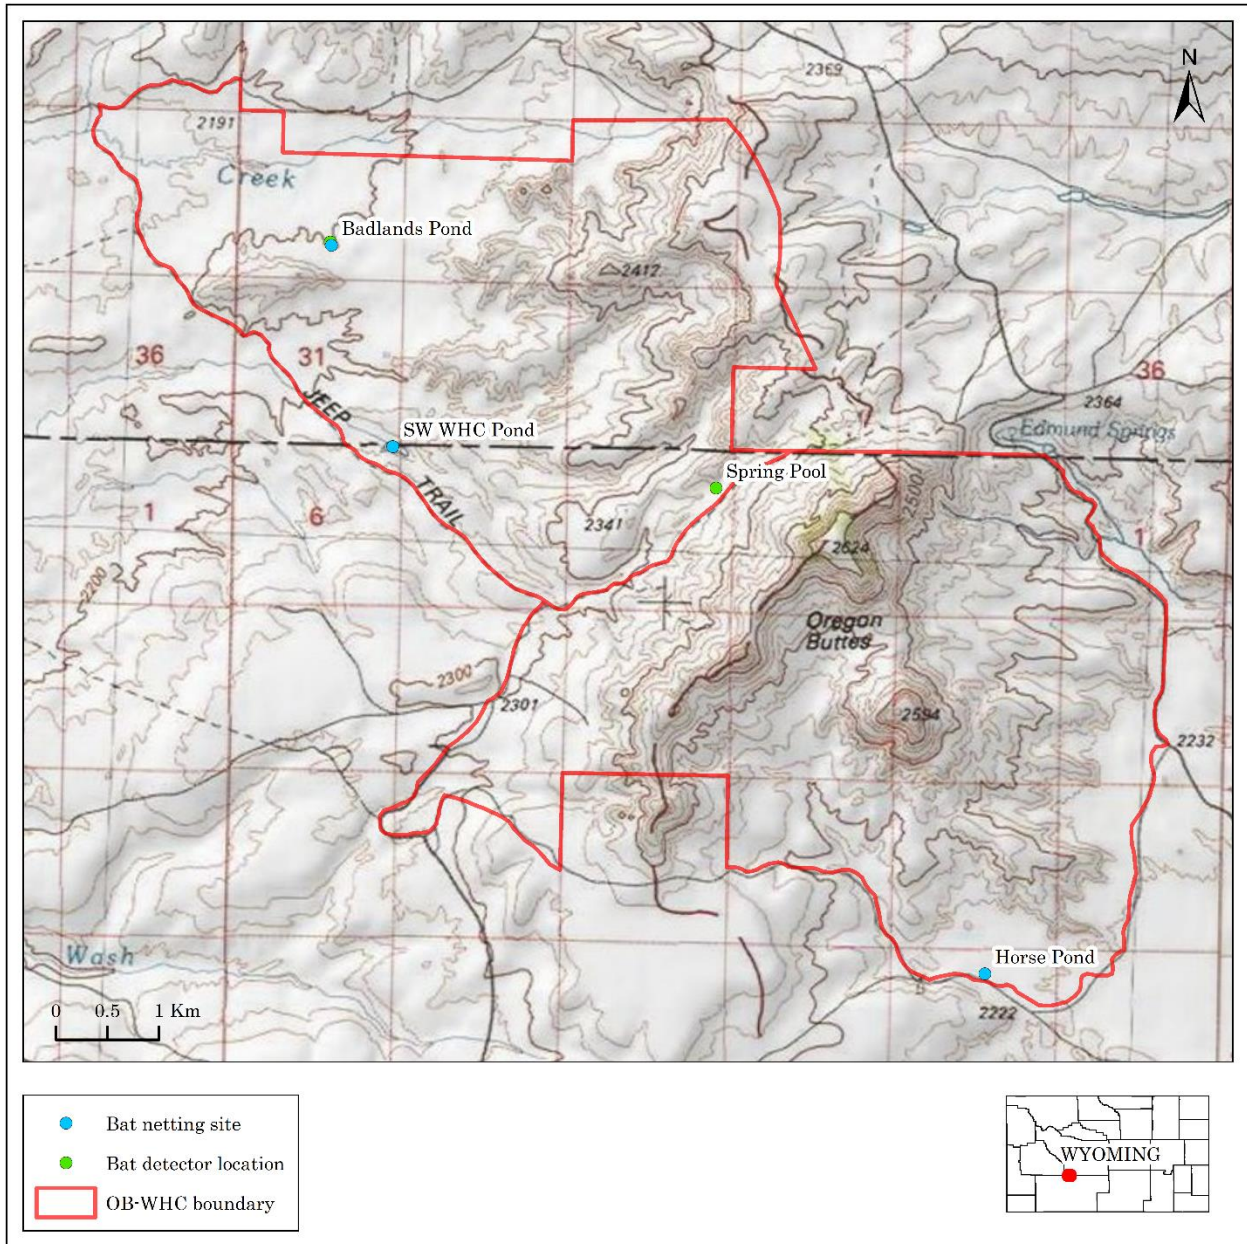 N
2369
2191
Creek
Badlands Pond
2412
36
31
36
JEEP
2364
SW WHC Pond
Edmund Springs
Spring Pool
2500
TRAIL
1
6
2341
1
2624
2200
Oregon
Buttes
2300
2301
2594
2232
Wash
Horse Pond
0 0.5 1 Km
2222
Bat netting site
Bat detector location
OB-WHC boundary
WYOMING